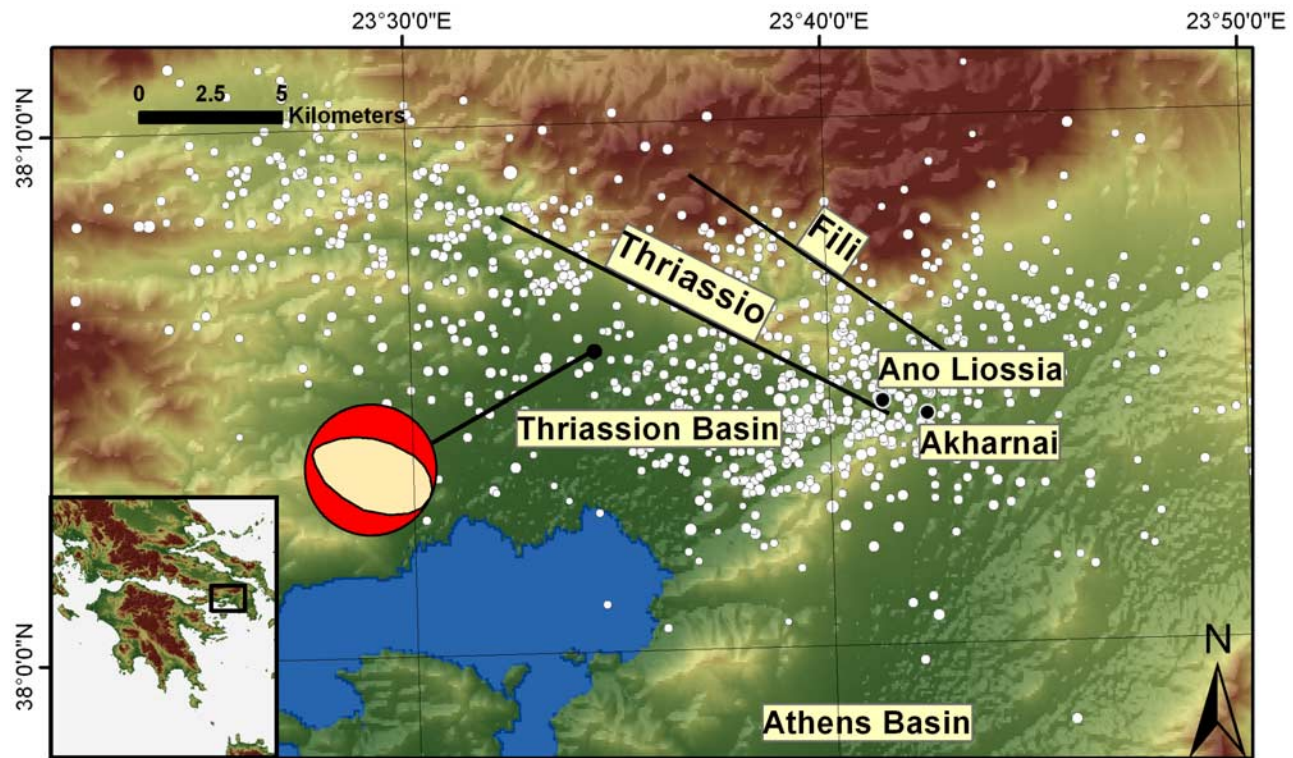 23°30'0"E
23°40'0"E
23°50'0"E
0 2.5 5
Kilometers
38°10'0"N
Fili
Thriassio
Ano Liossia
Thriassion Basin
Akharnai
38°0'0"N
N
Athens Basin